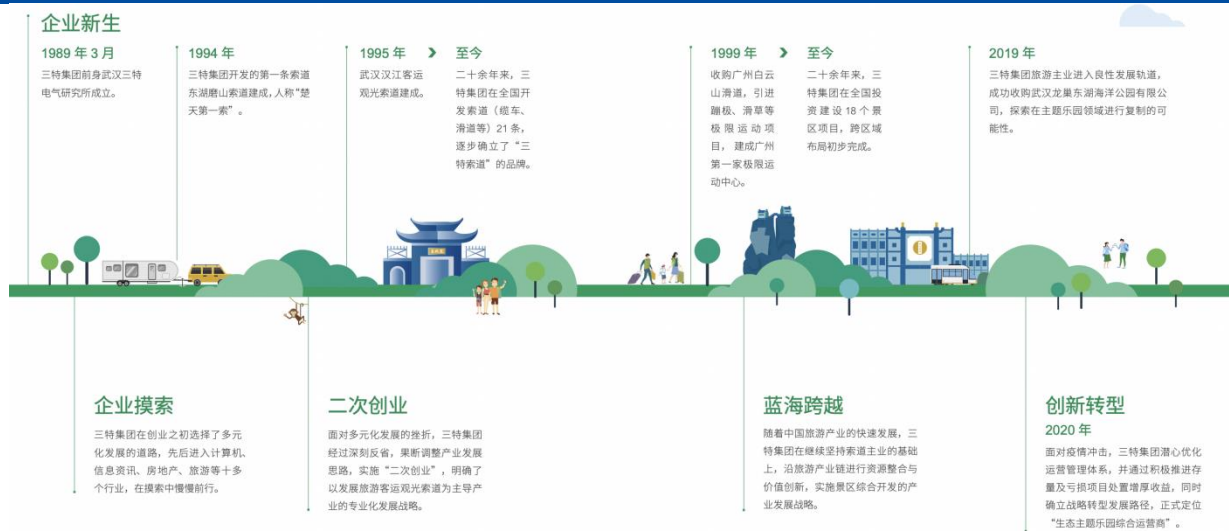 企业新生
1989 年 3 月
三特集团前身武汉三特
电气研究所成立。
1994 年
三特集团开发的第一条索道
东湖磨山索道建成,人称“楚
天第一索”。
1995 年
武汉汉江客运
观光索道建成。
至今
二十余年来,三
特集团在全国开
发索道(缆车、
滑道等)21 条,
逐步确立了“三
特索道”的品牌。
1999 年
收购广州白云
山滑道,引进
蹦极、滑草等
极限运动项
目,建成广州
第一家极限运
动中心。
至今
二十余年来,三
特集团在全国投
资建设 18 个景
区项目,跨区域
布局初步完成。
2019 年
三特集团旅游主业进入良性发展轨道,
成功收购武汉龙巢东湖海洋公园有限公
司,探索在主题乐园领域进行复制的可
能性。
企业摸索
三特集团在创业之初选择了多元
化发展的道路,先后进入计算机、
信息资讯、房地产、旅游等十多
个行业,在摸索中慢慢前行。
二次创业
面对多元化发展的挫折,三特集团
经过深刻反省,果断调整产业发展
思路,实施“二次创业”,明确了
以发展旅游客运观光索道为主导产
业的专业化发展战略。
蓝海跨越
随着中国旅游产业的快速发展,三
特集团在继续坚持索道主业的基础
上,沿旅游产业链进行资源整合与
价值创新,实施景区综合开发的产
业发展战略。
创新转型
2020 年
面对疫情冲击,三特集团潜心优化
运营管理体系,并通过积极推进存
量及亏损项目处置增厚收益,同时
确立战略转型发展路径,正式定位
“生态主题乐园综合运营商”。